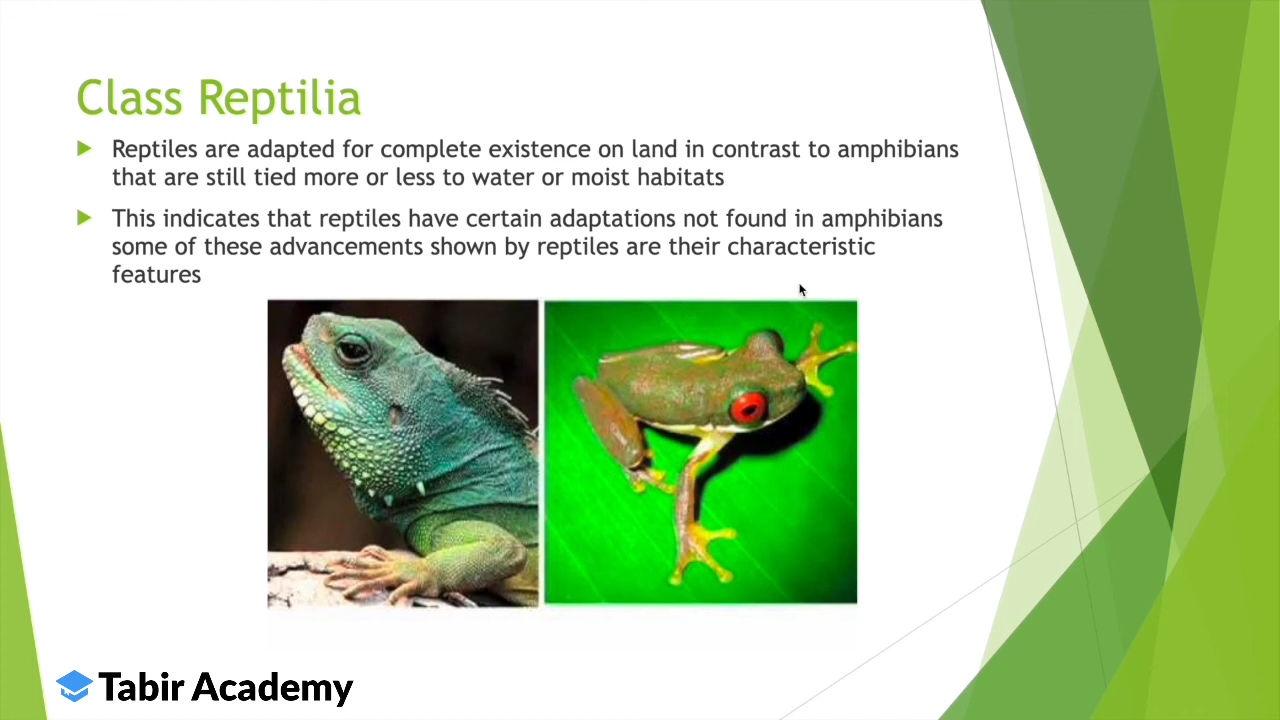 Class Reptilia
Reptiles are adapted for complete existence on land in contrast to amphibians
that are still tied more or less to water or moist habitats
This indicates that reptiles have certain adaptations not found in amphibians
some of these advancements shown by reptiles are their characteristic
features
Tabir Academy